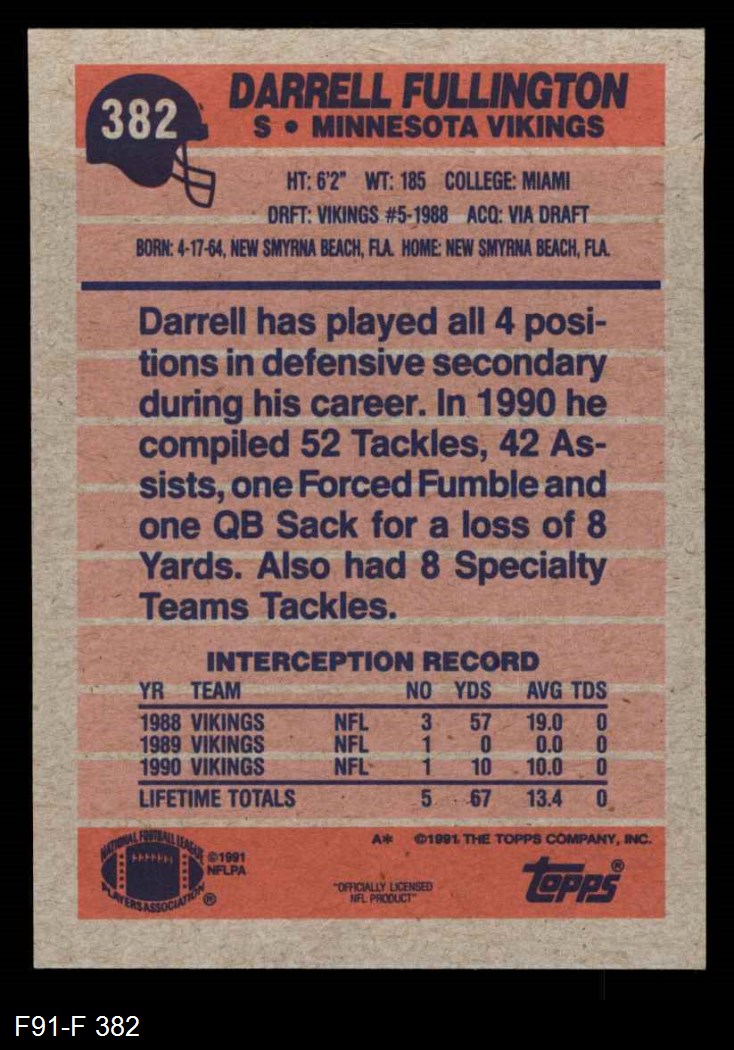 382
DARRELL FULLINGTON
S • MINNESOTA VIKINGS
HT: 6'2" WT: 185 COLLEGE: MIAMI
DRFT: VIKINGS #5-1988 ACQ: VIA DRAFT
BORN: 4-17-64, NEW SMYRNA BEACH, FLA. HOME: NEW SMYRNA BEACH, FLA.
Darrell has played all 4 posi-
tions in defensive secondary
during his career. In 1990 he
compiled 52 Tackles, 42 As-
sists, one Forced Fumble and
one QB Sack for a loss of 8
Yards. Also had 8 Specialty
Teams Tackles.
INTERCEPTION RECORD
YR TEAM NO YDS AVG TDS
1988 VIKINGS NFL 3 57 19.0 0
1989 VIKINGS NFL 1 0 0.0 0
1990 VIKINGS NFL 1 10 10.0 0
LIFETIME TOTALS 5 67 13.4 0
A* ©1991 THE TOPPS COMPANY, INC.
NATIONAL FOOTBALL LEAGUE
PLAYERS ASSOCIATION ®
©1991
NFLPA
"OFFICIALLY LICENSED
NFL PRODUCT"
topps®
F91-F 382